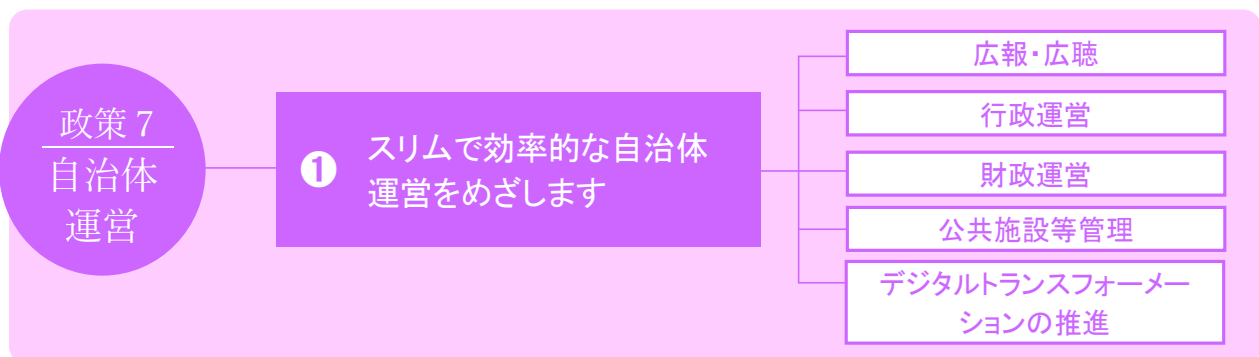 政策７
自治体
運営
❶
スリムで効率的な自治体
運営をめざします
広報・広聴
行政運営
財政運営
公共施設等管理
デジタルトランスフォーメー
ションの推進